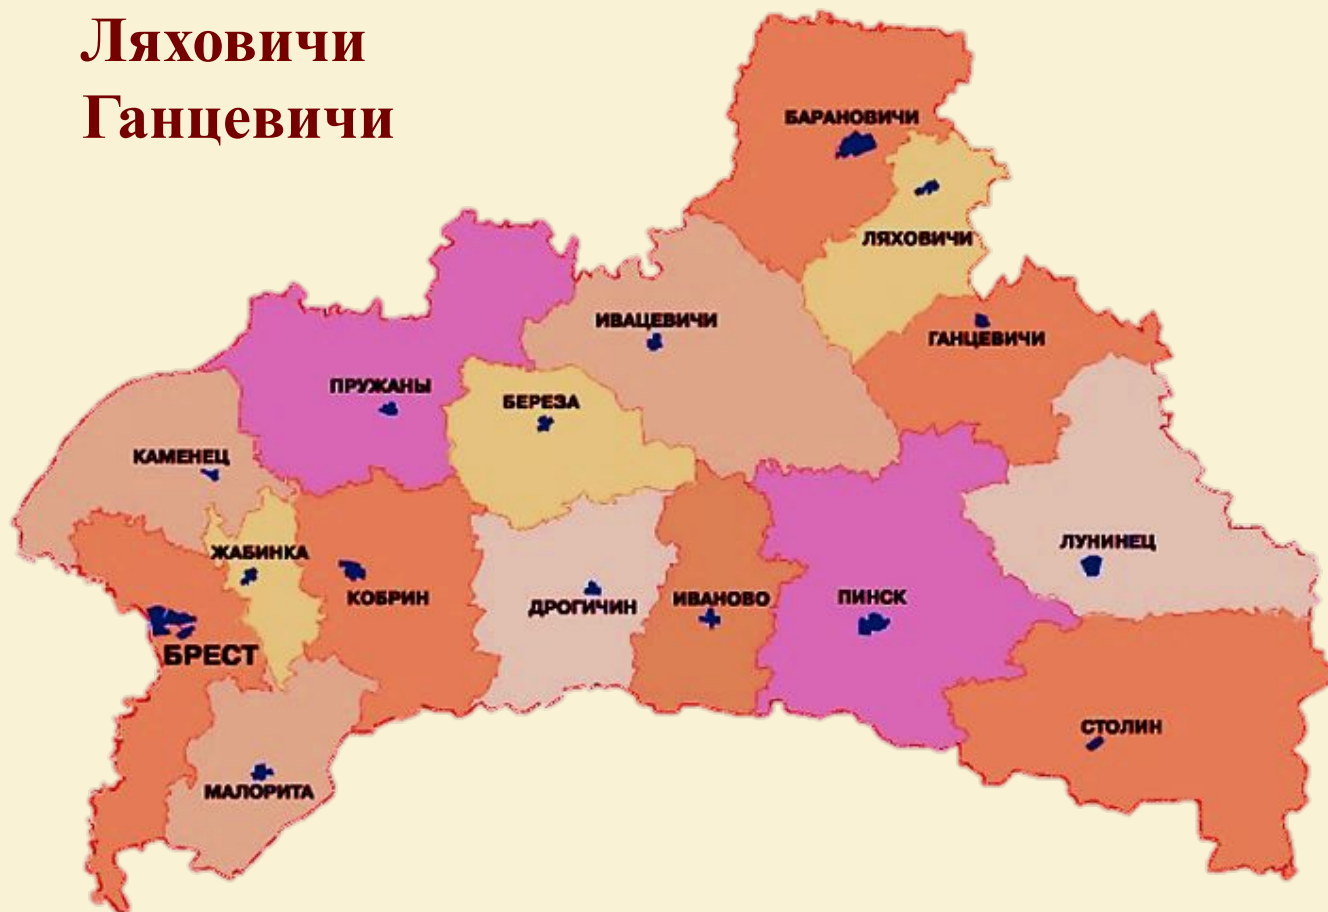 Ляховичи
Ганцевичи
БАРАНОВИЧИ
ЛЯХОВИЧИ
ИВАЦЕВИЧИ
ГАНЦЕВИЧИ
ПРУЖАНЫ
БЕРЕЗА
КАМЕНЕЦ
ЖАБИНКА
ЛУНИНЕЦ
КОБРИН
ДРОГИЧИН
ИВАНОВО
ПИНСК
БРЕСТ
СТОЛИН
МАЛОРИТА